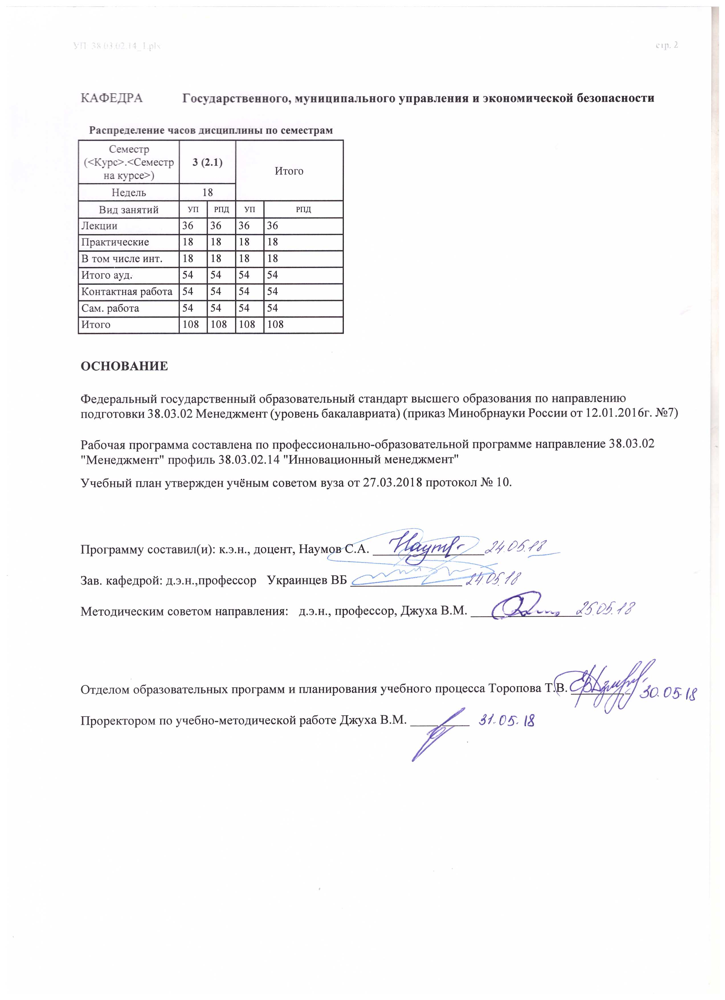 УП 38.03.02.14_1.plx
стр. 2
КАФЕДРА Государственного, муниципального управления и экономической безопасности
Распределение часов дисциплины по семестрам
Семестр
(<Курс>.<Семестр
на курсе>)
3 (2.1)
Итого
Недель 18
Вид занятий УП РПД УП РПД
Лекции 36 36 36 36
Практические 18 18 18 18
В том числе инт. 18 18 18 18
Итого ауд. 54 54 54 54
Контактная работа 54 54 54 54
Сам. работа 54 54 54 54
Итого 108 108 108 108
ОСНОВАНИЕ
Федеральный государственный образовательный стандарт высшего образования по направлению
подготовки 38.03.02 Менеджмент (уровень бакалавриата) (приказ Минобрнауки России от 12.01.2016г. №7)
Рабочая программа составлена по профессионально-образовательной программе направление 38.03.02
"Менеджмент" профиль 38.03.02.14 "Инновационный менеджмент"
Учебный план утвержден учёным советом вуза от 27.03.2018 протокол № 10.
Программу составил(и): к.э.н., доцент, Наумов С.А. 24.05.18
Зав. кафедрой: д.э.н.,профессор Украинцев ВБ 24.05.18
Методическим советом направления: д.э.н., профессор, Джуха В.М. 25.05.18
Отделом образовательных программ и планирования учебного процесса Торопова Т.В. 30.05.18
Проректором по учебно-методической работе Джуха В.М. 31.05.18